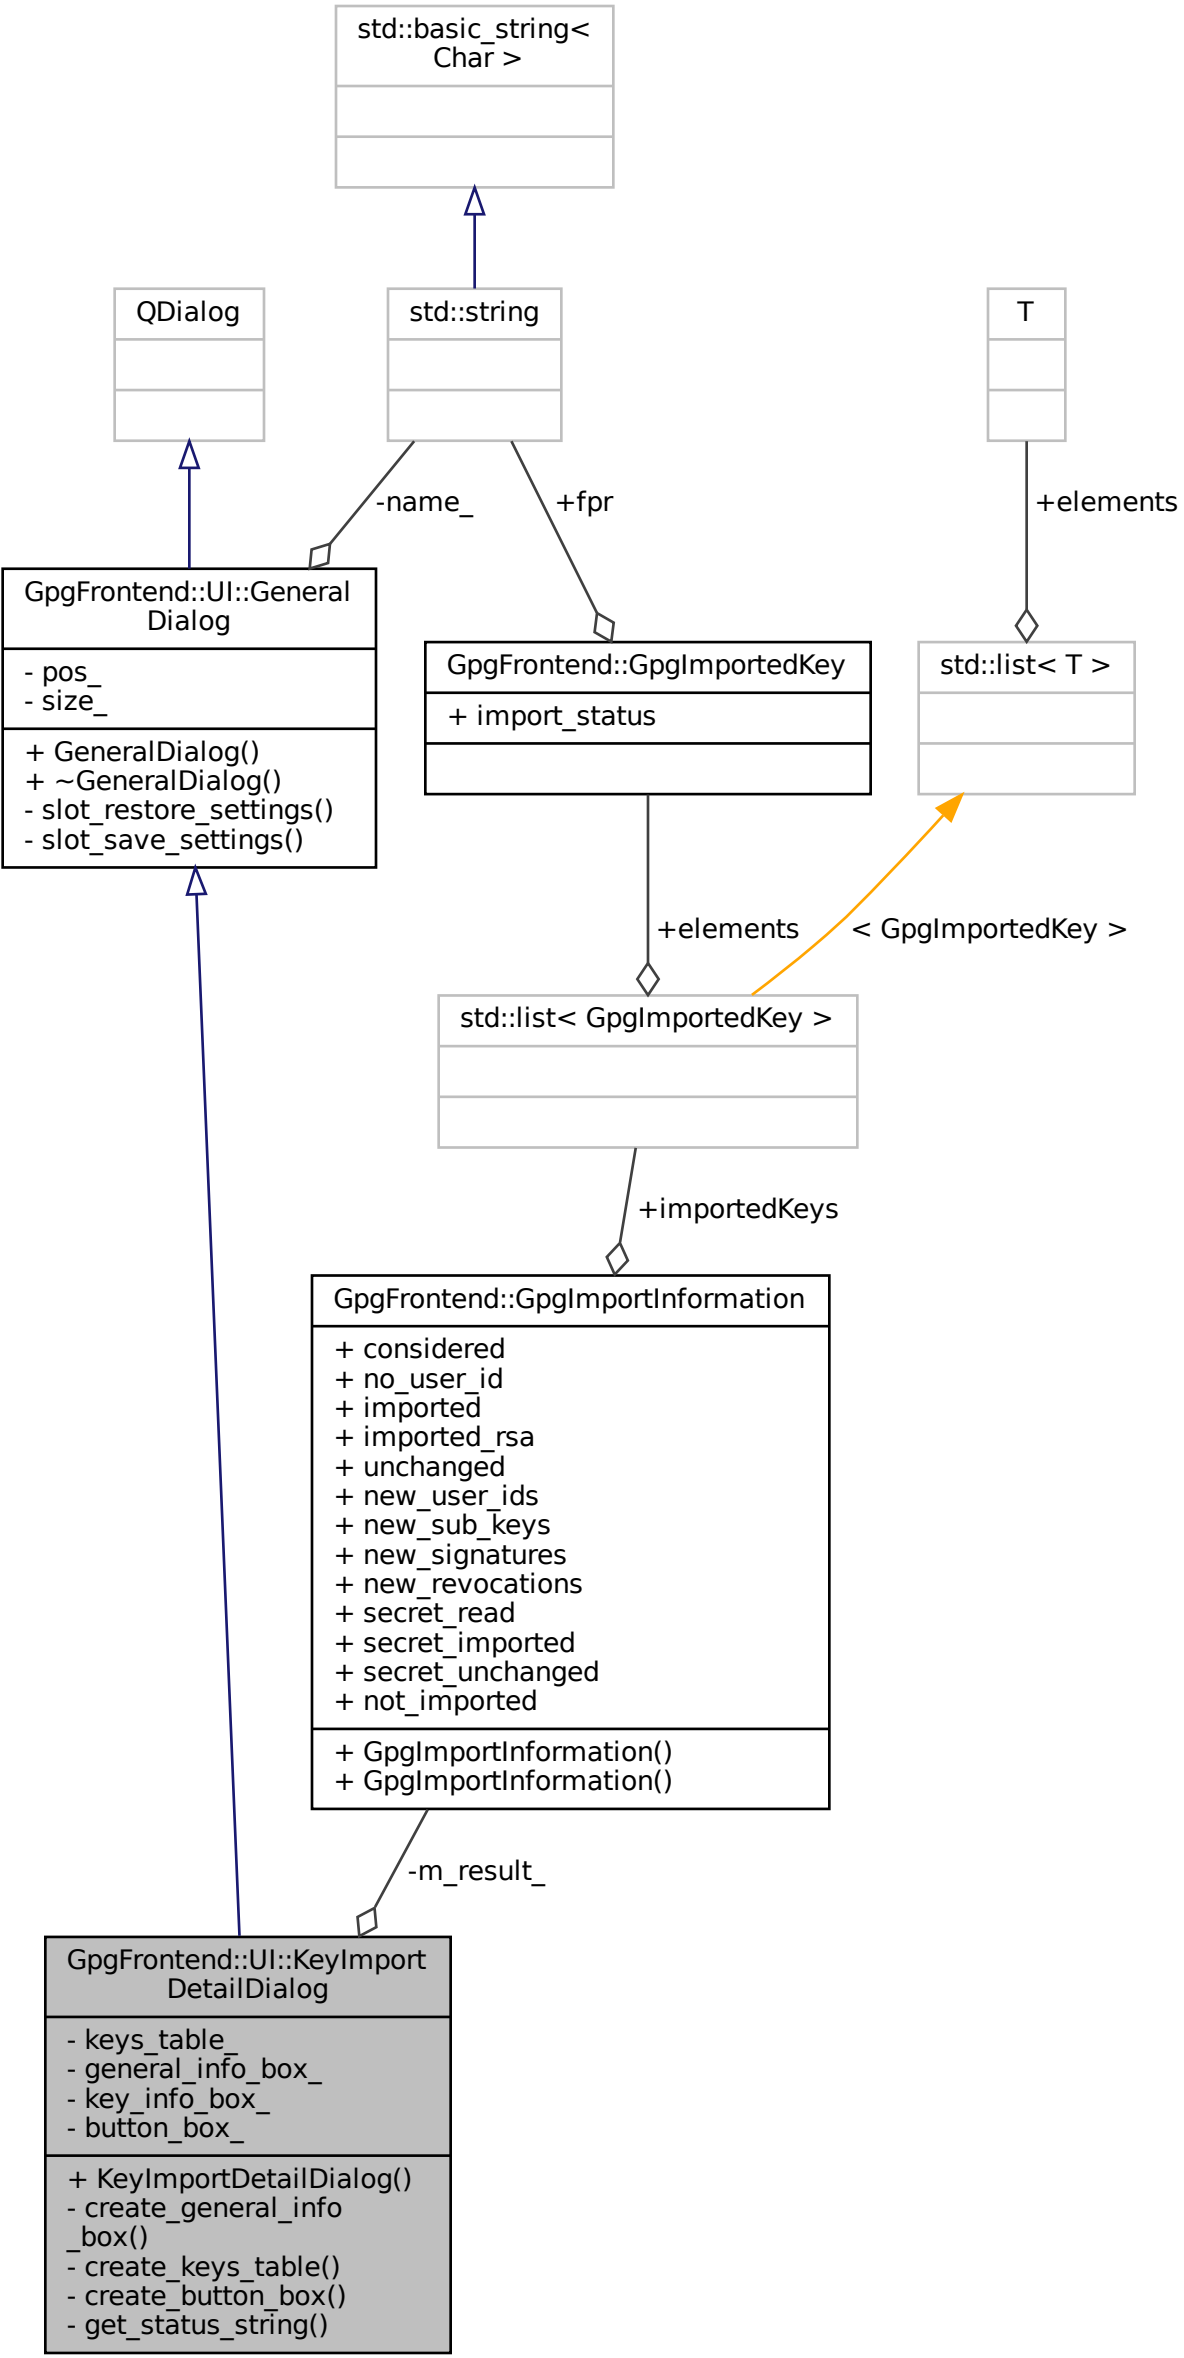 std::basic_string<
Char >
QDialog
std::string
T
-name_
+fpr
+elements
GpgFrontend::UI::General
Dialog
- pos_
- size_
+ GeneralDialog()
+ ~GeneralDialog()
- slot_restore_settings()
- slot_save_settings()
GpgFrontend::GpgImportedKey
+ import_status
std::list< T >
+elements
< GpgImportedKey >
std::list< GpgImportedKey >
+importedKeys
GpgFrontend::GpgImportInformation
+ considered
+ no_user_id
+ imported
+ imported_rsa
+ unchanged
+ new_user_ids
+ new_sub_keys
+ new_signatures
+ new_revocations
+ secret_read
+ secret_imported
+ secret_unchanged
+ not_imported
+ GpgImportInformation()
+ GpgImportInformation()
-m_result_
GpgFrontend::UI::KeyImport
DetailDialog
- keys_table_
- general_info_box_
- key_info_box_
- button_box_
+ KeyImportDetailDialog()
- create_general_info
_box()
- create_keys_table()
- create_button_box()
- get_status_string()